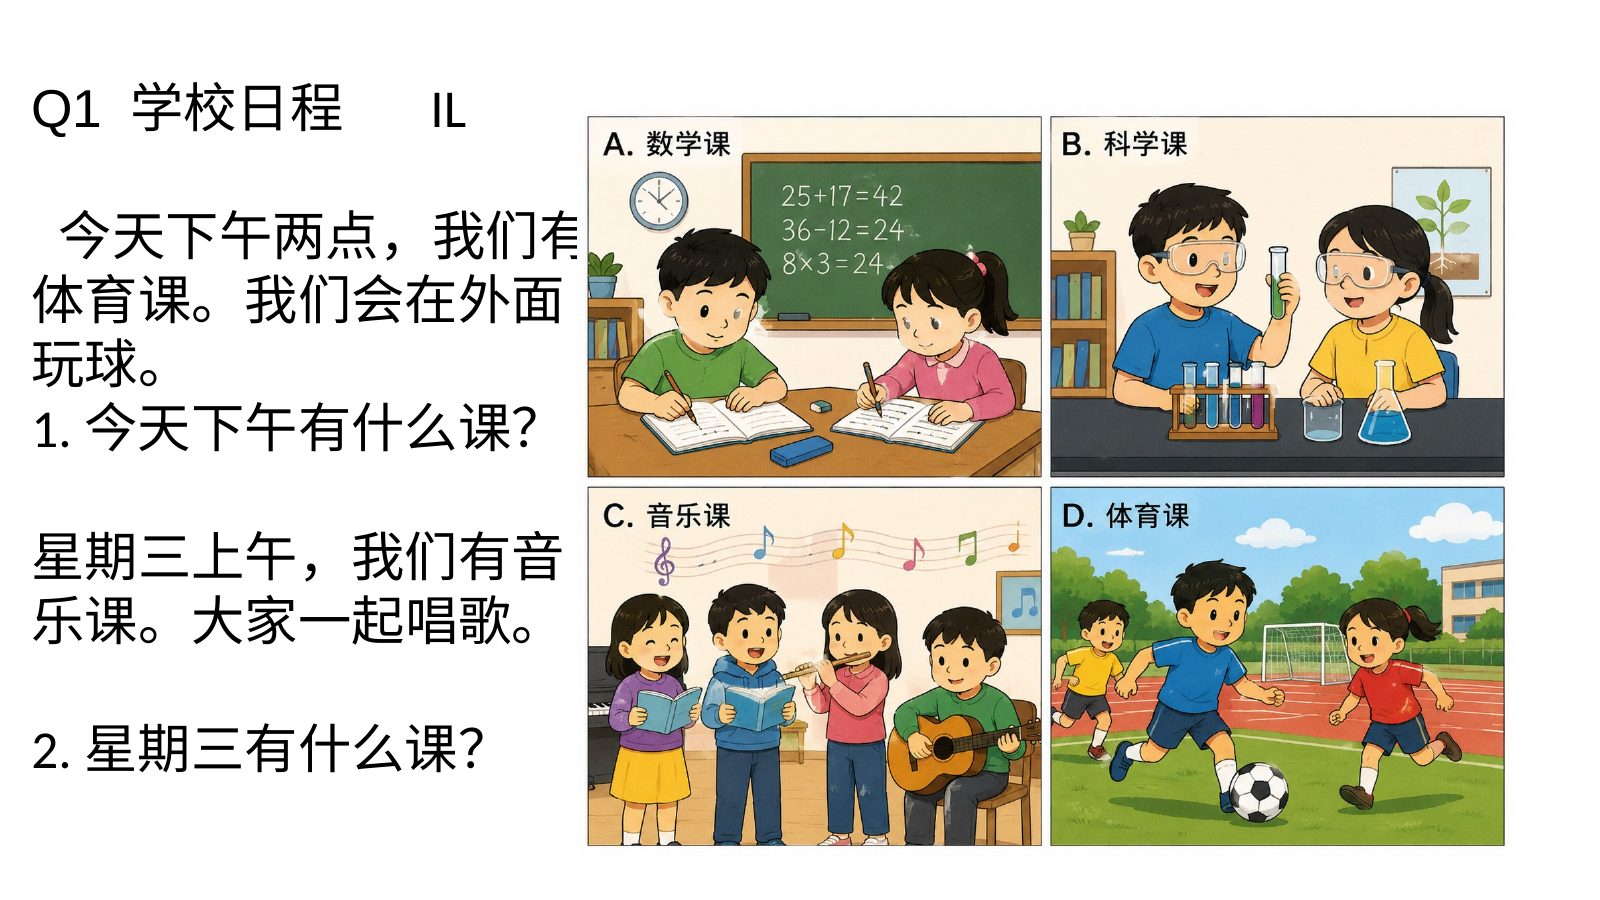 Q1 学校日程 IL
今天下午两点，我们有
体育课。我们会在外面
玩球。
1. 今天下午有什么课？
星期三上午，我们有音
乐课。大家一起唱歌。
2. 星期三有什么课？
A. 数学课
25+17=42
36-12=24
8×3=24
B. 科学课
C. 音乐课
D. 体育课